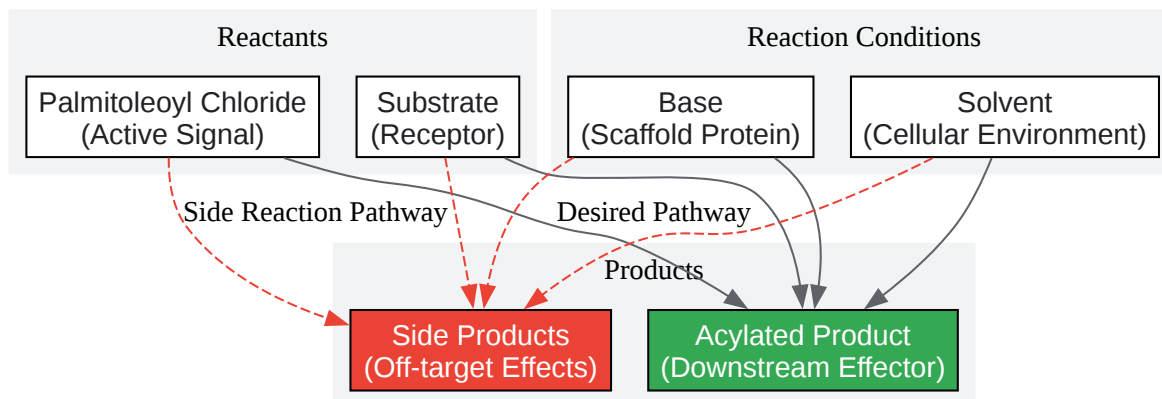 Reactants
Reaction Conditions
Palmitoleoyl Chloride
(Active Signal)
Substrate
(Receptor)
Base
(Scaffold Protein)
Solvent
(Cellular Environment)
Side Reaction Pathway
Desired Pathway
Products
Side Products
(Off-target Effects)
Acylated Product
(Downstream Effector)